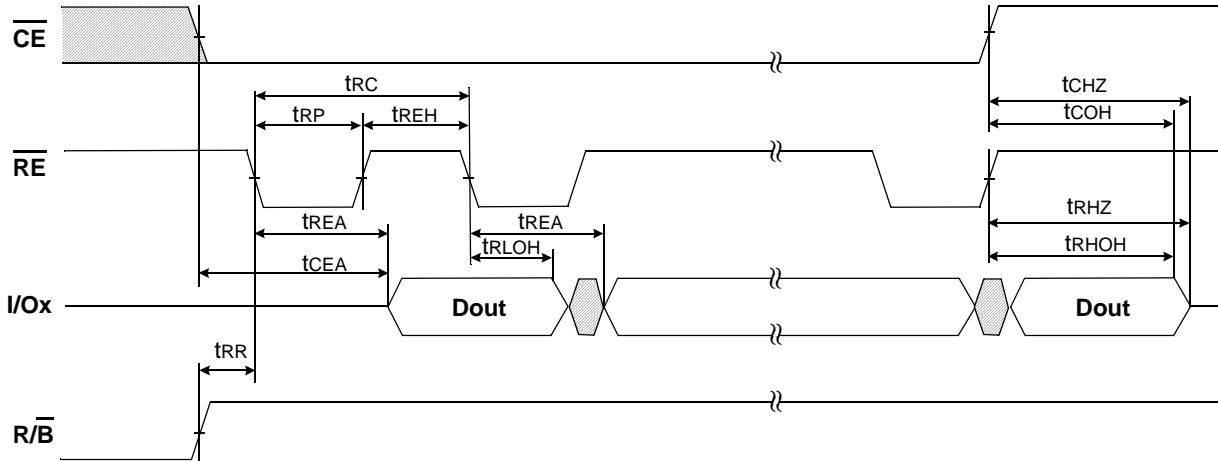 CE
tRC
tCHZ
tRP
tREH
tCOH
RE
tREA
tREA
tRHZ
tRLOH
tRHOH
tCEA
I/Ox
Dout
Dout
tRR
R/B